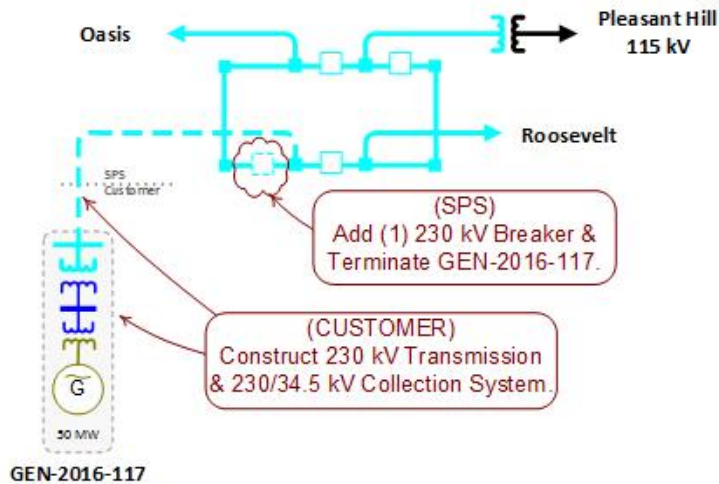 Oasis
Pleasant Hill
115 kV
Roosevelt
SPS
Customer
(SPS)
Add (1) 230 kV Breaker &
Terminate GEN-2016-117.
(CUSTOMER)
Construct 230 kV Transmission
& 230/34.5 kV Collection System.
G
50 MW
GEN-2016-117